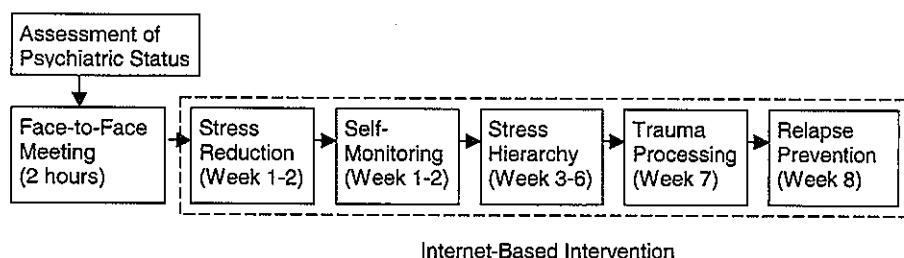 Assessment of
Psychiatric Status
Face-to-Face
Meeting
(2 hours)
Stress
Reduction
(Week 1-2)
Self-
Monitoring
(Week 1-2)
Stress
Hierarchy
(Week 3-6)
Trauma
Processing
(Week 7)
Relapse
Prevention
(Week 8)
Internet-Based Intervention